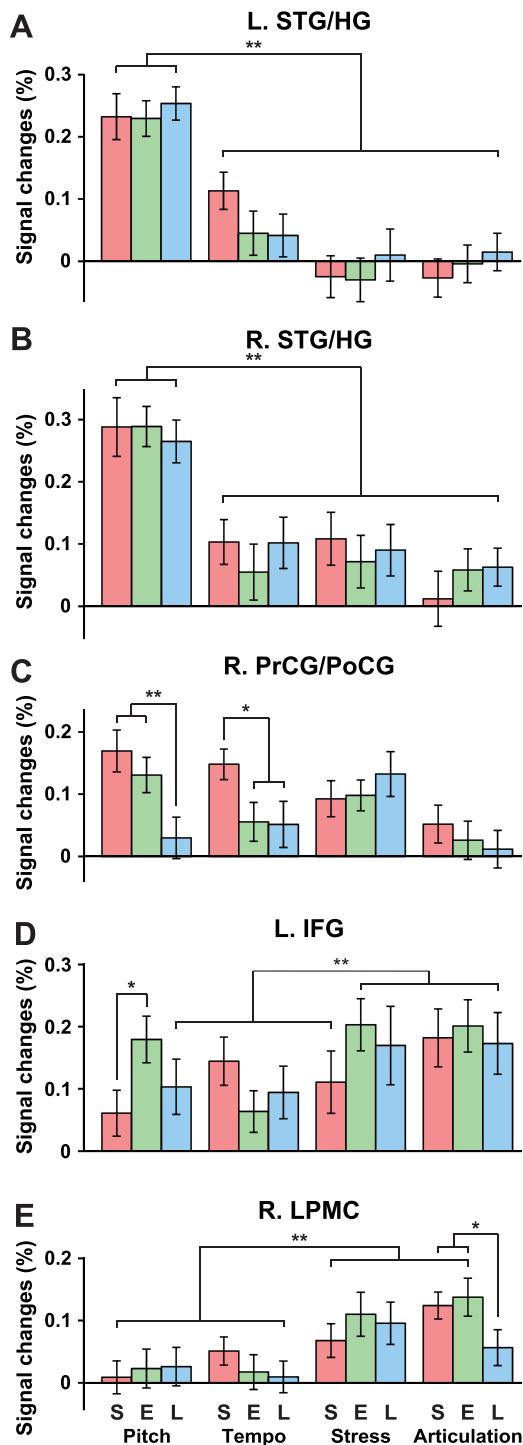 A
L. STG/HG
Signal changes (%)
**
0.3
0.2
0.1
0
B
R. STG/HG
Signal changes (%)
**
0.3
0.2
0.1
0
C
R. PrCG/PoCG
Signal changes (%)
** *
0.2
0.1
0
D
L. IFG
Signal changes (%)
**
*
0.3
0.2
0.1
0
E
R. LPMC
Signal changes (%)
** *
0.2
0.1
0
S E L S E L S E L S E L
Pitch Tempo Stress Articulation